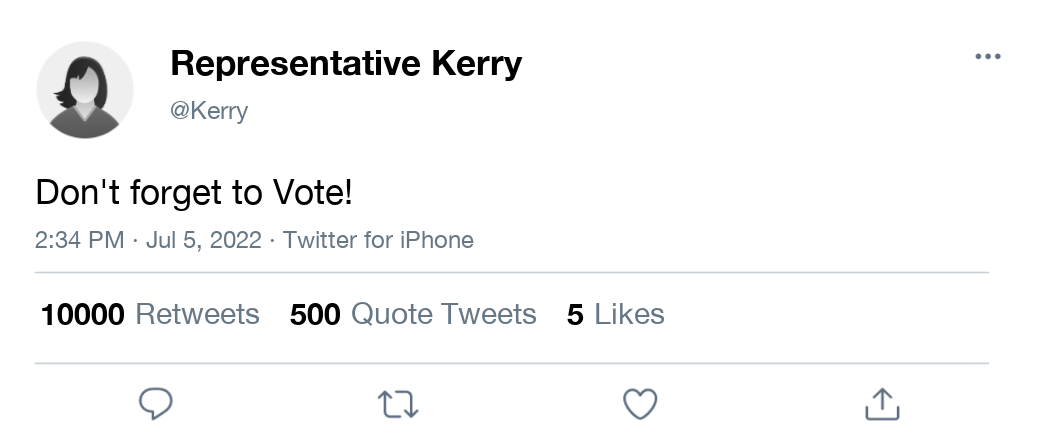 Representative Kerry
@Kerry
Don't forget to Vote!
2:34 PM · Jul 5, 2022 · Twitter for iPhone
10000 Retweets 500 Quote Tweets 5 Likes